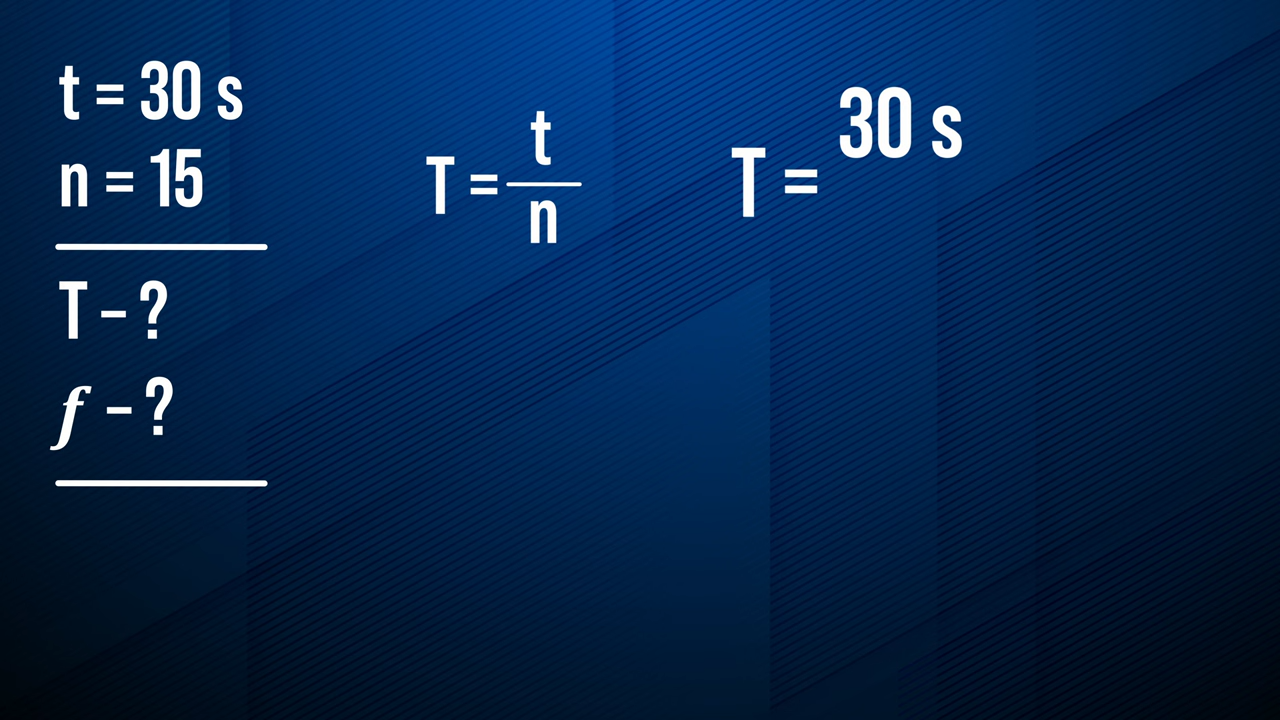 t = 30 s
n = 15
T – ?
f – ?
T = t/n
T = 30 s